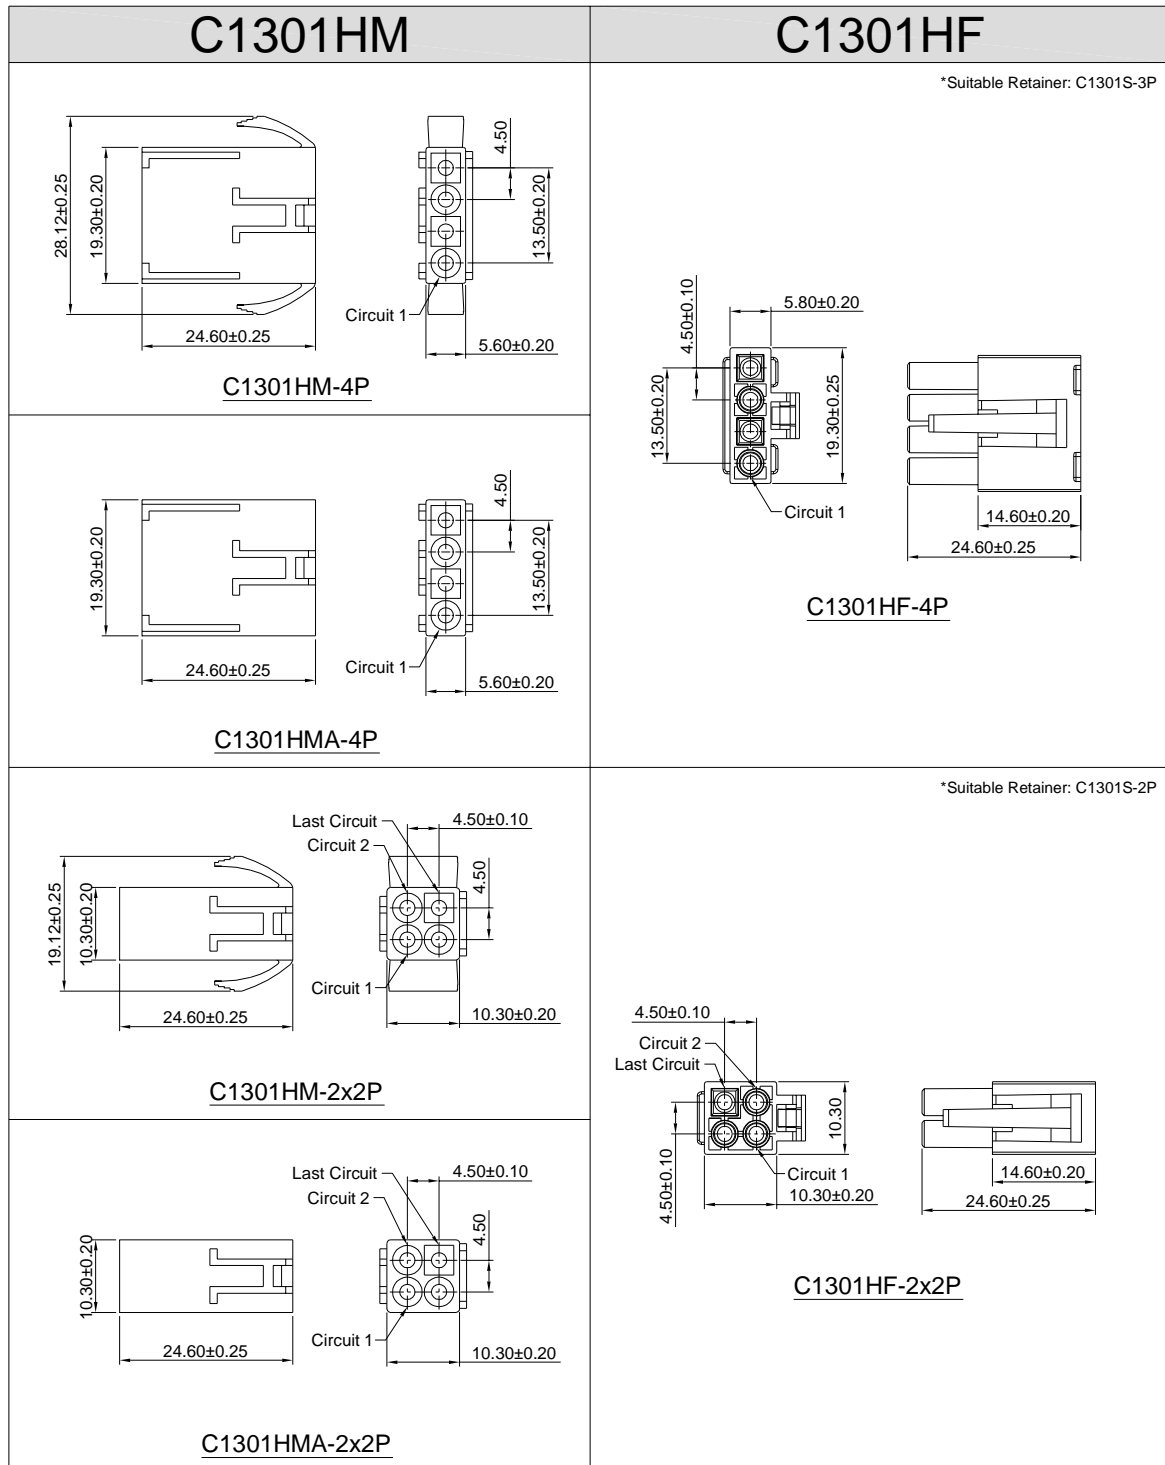 C1301HM
C1301HF
*Suitable Retainer: C1301S-3P
28.12±0.25
19.30±0.20
24.60±0.25
4.50
13.50±0.20
Circuit 1
5.60±0.20
C1301HM-4P
5.80±0.20
4.50±0.10
13.50±0.20
19.30±0.25
Circuit 1
14.60±0.20
24.60±0.25
C1301HF-4P
19.30±0.20
24.60±0.25
4.50
13.50±0.20
Circuit 1
5.60±0.20
C1301HMA-4P
*Suitable Retainer: C1301S-2P
Last Circuit
4.50±0.10
Circuit 2
19.12±0.25
10.30±0.20
4.50
Circuit 1
24.60±0.25
10.30±0.20
C1301HM-2x2P
4.50±0.10
Circuit 2
Last Circuit
10.30
4.50±0.10
Circuit 1
10.30±0.20
14.60±0.20
24.60±0.25
C1301HF-2x2P
Last Circuit
4.50±0.10
Circuit 2
10.30±0.20
4.50
Circuit 1
24.60±0.25
10.30±0.20
C1301HMA-2x2P